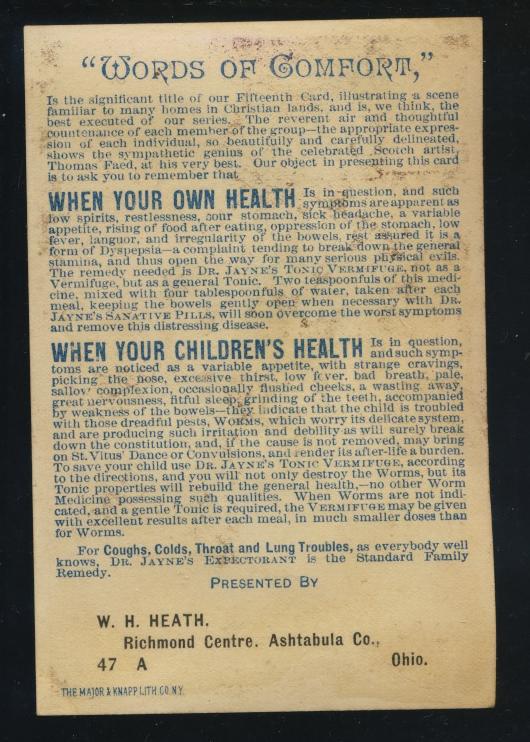 "WORDS OF COMFORT,"
Is the significant title of our Fifteenth Card, illustrating a scene
familiar to many homes in Christian lands, and is, we think, the
best executed of our series. The reverent air and thoughtful
countenance of each member of the group—the appropriate expres-
sion of each individual, so beautifully and carefully delineated,
shows the sympathetic genius of the celebrated Scotch artist,
Thomas Faed, at his very best. Our object in presenting this card
is to ask you to remember that
WHEN YOUR OWN HEALTH Is in question, and such
symptoms are apparent as
low spirits, restlessness, sour stomach, sick headache, a variable
appetite, rising of food after eating, oppression of the stomach, low
fever, languor, and irregularity of the bowels, rest assured it is a
form of Dyspepsia—a complaint tending to break down the general
stamina, and thus open the way for many serious physical evils.
The remedy needed is DR. JAYNE'S TONIC VERMIFUGE, not as a
Vermifuge, but as a general Tonic. Two teaspoonfuls of this medi-
cine, mixed with four tablespoonfuls of water, taken after each
meal, keeping the bowels gently open when necessary with DR.
JAYNE'S SANATIVE PILLS, will soon overcome the worst symptoms
and remove this distressing disease.
WHEN YOUR CHILDREN'S HEALTH Is in question,
and such symp-
toms are noticed as a variable appetite, with strange cravings,
picking the nose, excessive thirst, low fever, bad breath, pale,
sallow complexion, occasionally flushed cheeks, a wasting away,
great nervousness, fitful sleep, grinding of the teeth, accompanied
by weakness of the bowels—they indicate that the child is troubled
with those dreadful pests, WORMS, which worry its delicate system,
and are producing such irritation and debility as will surely break
down the constitution, and, if the cause is not removed, may bring
on St. Vitus' Dance or Convulsions, and render its after-life a burden.
To save your child use DR. JAYNE'S TONIC VERMIFUGE, according
to the directions, and you will not only destroy the Worms, but its
Tonic properties will rebuild the general health,—no other Worm
Medicine possessing such qualities. When Worms are not indi-
cated, and a gentle Tonic is required, the VERMIFUGE may be given
with excellent results after each meal, in much smaller doses than
for Worms.
For Coughs, Colds, Throat and Lung Troubles, as everybody well
knows, DR. JAYNE'S EXPECTORANT is the Standard Family
Remedy.
PRESENTED BY
W. H. HEATH.
Richmond Centre. Ashtabula Co.,
47 A Ohio.
THE MAJOR & KNAPP LITH. CO. N.Y.